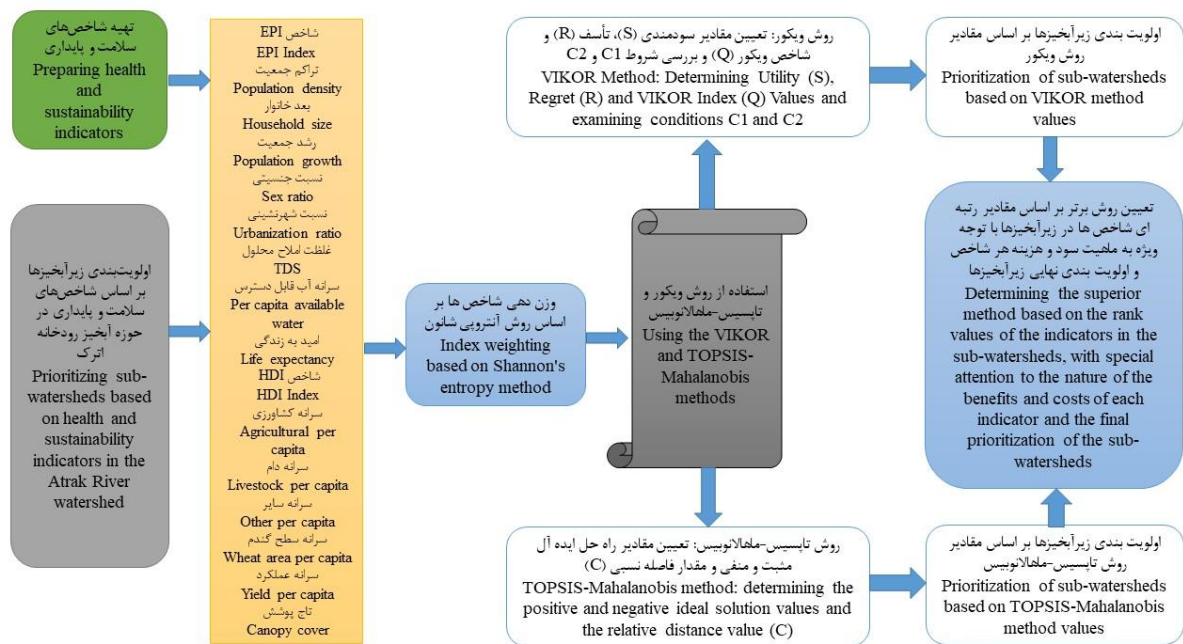 تهیه شاخص‌های
سلامت و پایداری
Preparing health
and
sustainability
indicators
اولویت‌بندی زیرآبخیزها
بر اساس شاخص‌های
سلامت و پایداری در
حوزه آبخیز رودخانه
اترک
Prioritizing sub-
watersheds based
on health and
sustainability
indicators in the
Atrak River
watershed
شاخص EPI
EPI Index
تراکم جمعیت
Population density
بعد خانوار
Household size
رشد جمعیت
Population growth
نسبت جنسیتی
Sex ratio
نسبت شهرنشینی
Urbanization ratio
غلظت املاح محلول
TDS
سرانه آب قابل دسترس
Per capita available
water
امید به زندگی
Life expectancy
شاخص HDI
HDI Index
سرانه کشاورزی
Agricultural per
capita
سرانه دام
Livestock per capita
سرانه سایر
Other per capita
سرانه سطح گندم
Wheat area per capita
سرانه عملکرد
Yield per capita
تاج پوشش
Canopy cover
وزن دهی شاخص ها بر
اساس روش آنتروپی شانون
Index weighting
based on Shannon's
entropy method
استفاده از روش ویکور و
تاپسیس-ماهالانوبیس
Using the VIKOR
and TOPSIS-
Mahalanobis
methods
روش ویکور: تعیین مقادیر سودمندی (S)، تأسف (R) و
شاخص ویکور (Q) و بررسی شروط C1 و C2
VIKOR Method: Determining Utility (S),
Regret (R) and VIKOR Index (Q) Values and
examining conditions C1 and C2
اولویت بندی زیرآبخیزها بر اساس مقادیر
روش ویکور
Prioritization of sub-watersheds
based on VIKOR method
values
تعیین روش برتر بر اساس مقادیر رتبه
ای شاخص ها در زیرآبخیزها با توجه
ویژه به ماهیت سود و هزینه هر شاخص
و اولویت بندی نهایی زیرآبخیزها
Determining the superior
method based on the rank
values of the indicators in the
sub-watersheds, with special
attention to the nature of the
benefits and costs of each
indicator and the final
prioritization of the sub-
watersheds
روش تاپسیس-ماهالانوبیس: تعیین مقادیر راه حل ایده آل
مثبت و منفی و مقدار فاصله نسبی (C)
TOPSIS-Mahalanobis method: determining the
positive and negative ideal solution values and
the relative distance value (C)
اولویت بندی زیرآبخیزها بر اساس مقادیر
روش تاپسیس-ماهالانوبیس
Prioritization of sub-watersheds
based on TOPSIS-Mahalanobis
method values